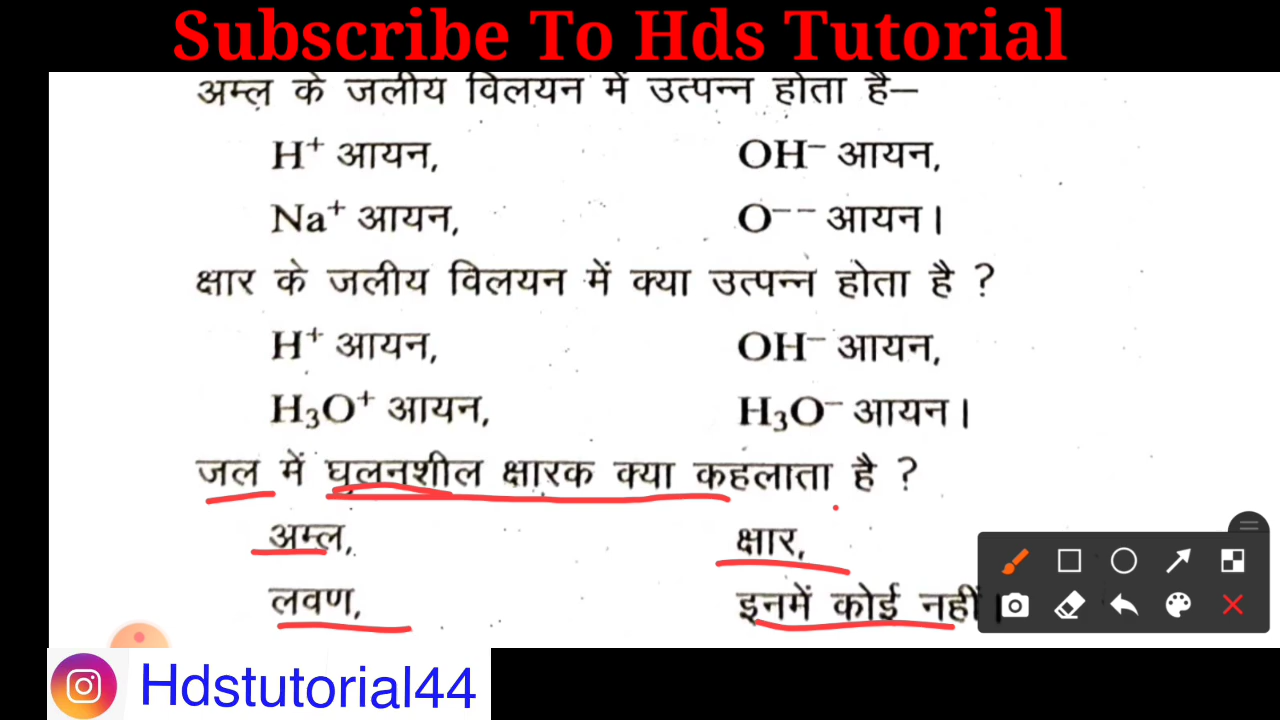 Subscribe To Hds Tutorial
अम्ल के जलीय विलयन में उत्पन्न होता है–
H⁺ आयन, OH⁻ आयन,
Na⁺ आयन, O⁻⁻ आयन।
क्षार के जलीय विलयन में क्या उत्पन्न होता है ?
H⁺ आयन, OH⁻ आयन,
H₃O⁺ आयन, H₃O⁻ आयन।
जल में घुलनशील क्षारक क्या कहलाता है ?
अम्ल, क्षार,
लवण, इनमें कोई नहीं।
Hdstutorial44